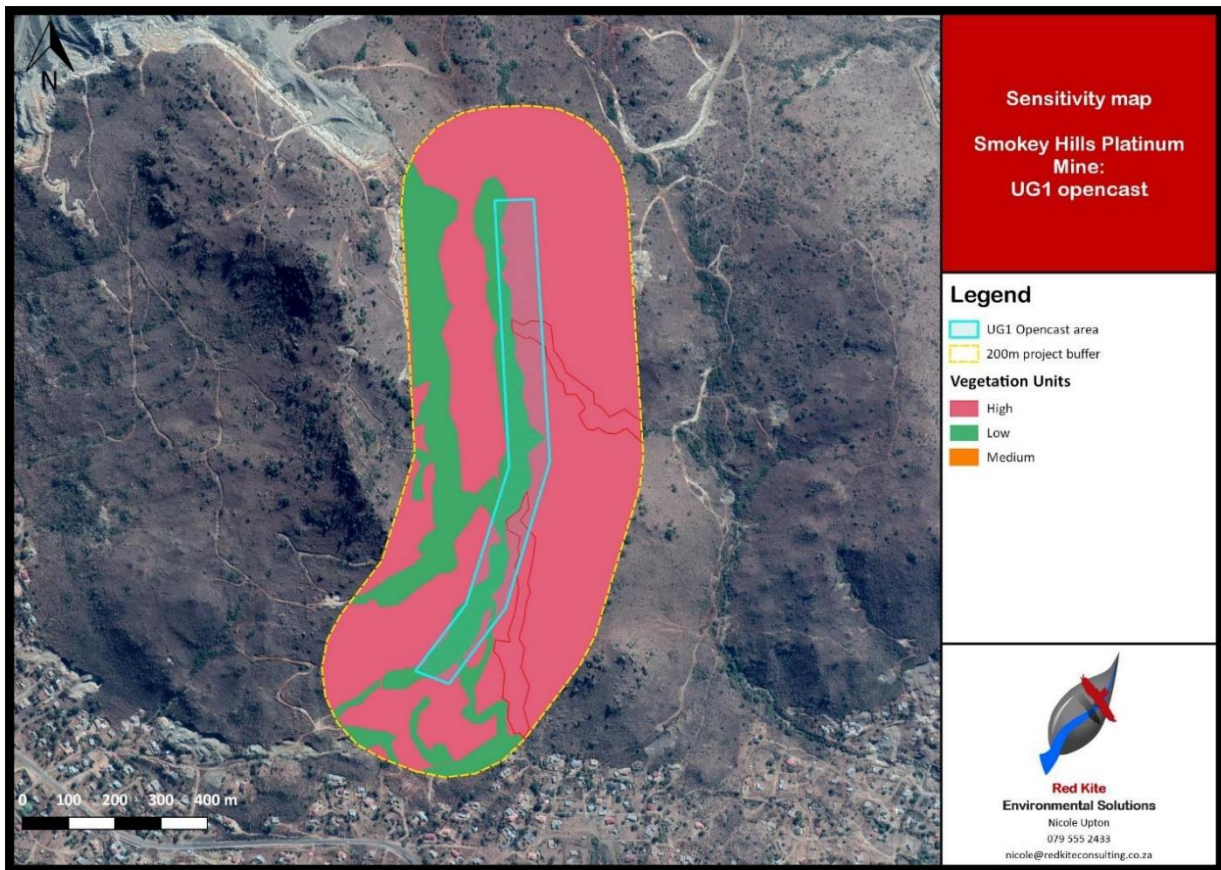 N
Sensitivity map
Smokey Hills Platinum
Mine:
UG1 opencast
Legend
UG1 Opencast area
200m project buffer
Vegetation Units
High
Low
Medium
0 100 200 300 400 m
Red Kite
Environmental Solutions
Nicole Upton
079 555 2433
nicole@redkiteconsulting.co.za